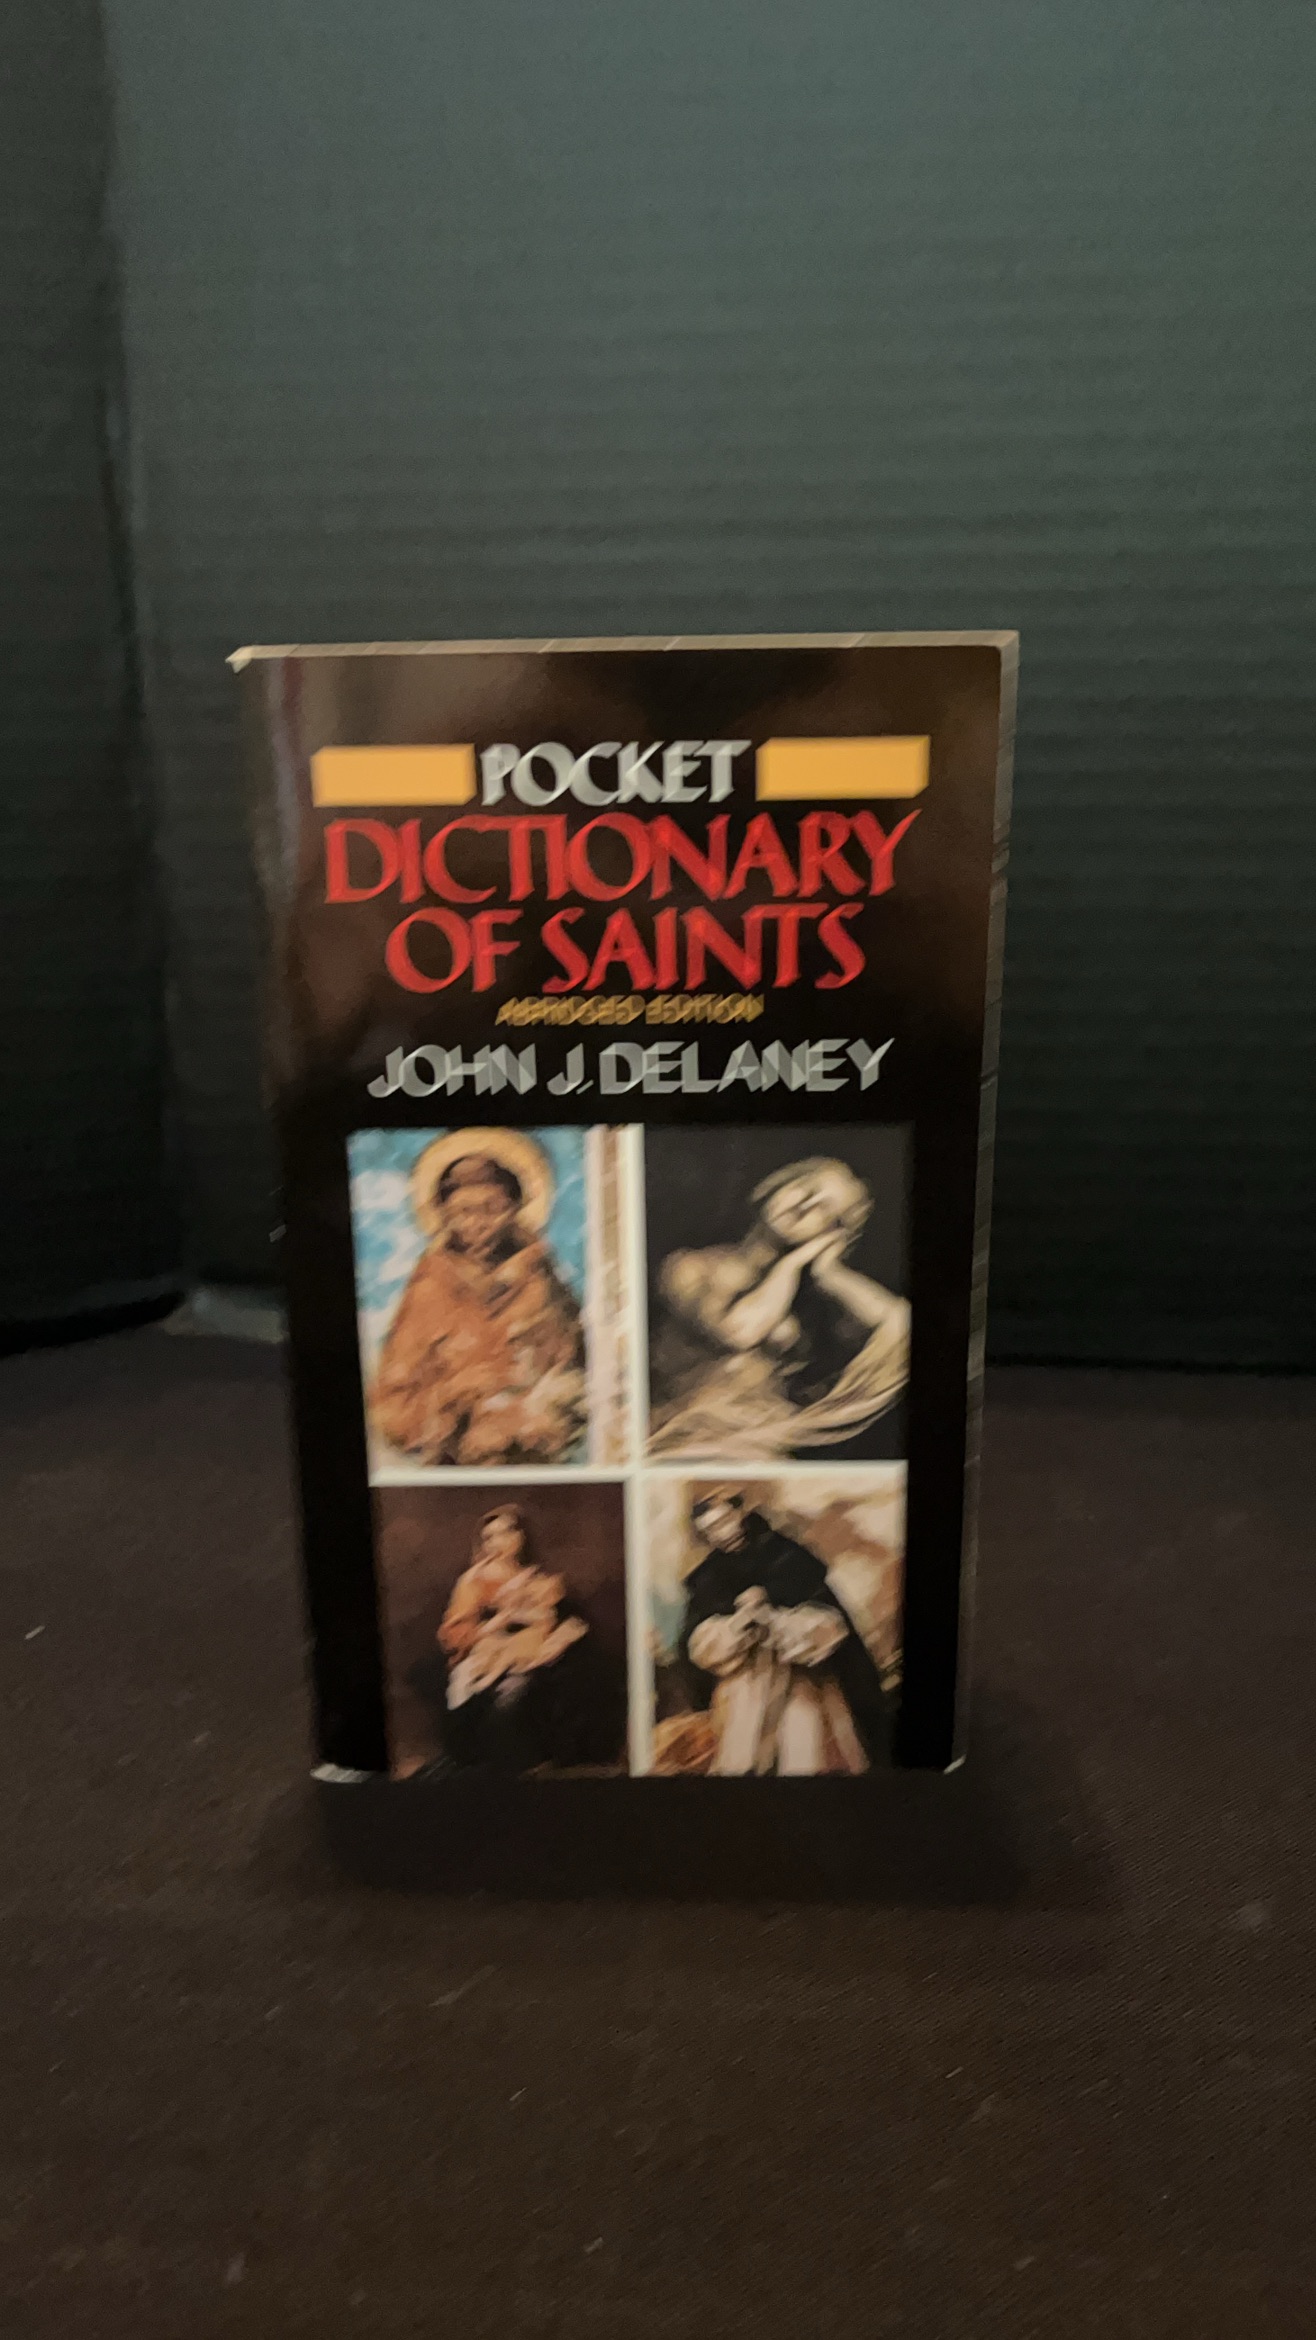 POCKET
DICTIONARY
OF SAINTS
ABRIDGED EDITION
JOHN J. DELANEY